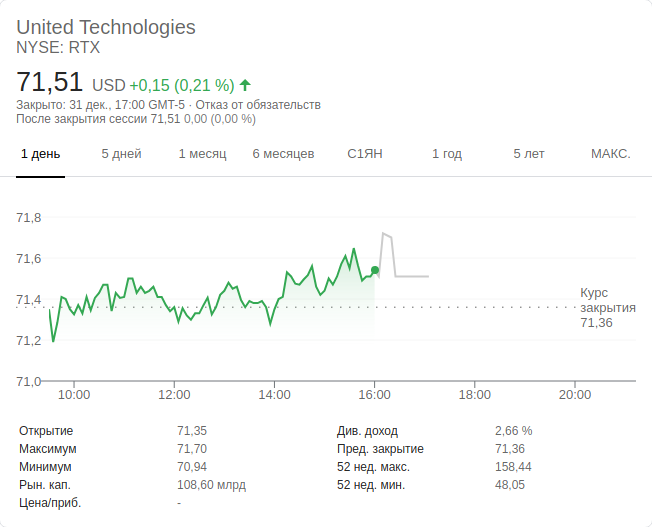 United Technologies
NYSE: RTX
71,51 USD +0,15 (0,21 %)
Закрыто: 31 дек., 17:00 GMT-5 · Отказ от обязательств
После закрытия сессии 71,51 0,00 (0,00 %)
1 день 5 дней 1 месяц 6 месяцев С1ЯН 1 год 5 лет МАКС.
71,8
71,6
71,4
71,2
71,0
Курс
закрытия
71,36
10:00 12:00 14:00 16:00 18:00 20:00
Открытие 71,35 Див. доход 2,66 %
Максимум 71,70 Пред. закрытие 71,36
Минимум 70,94 52 нед. макс. 158,44
Рын. кап. 108,60 млрд 52 нед. мин. 48,05
Цена/приб. -